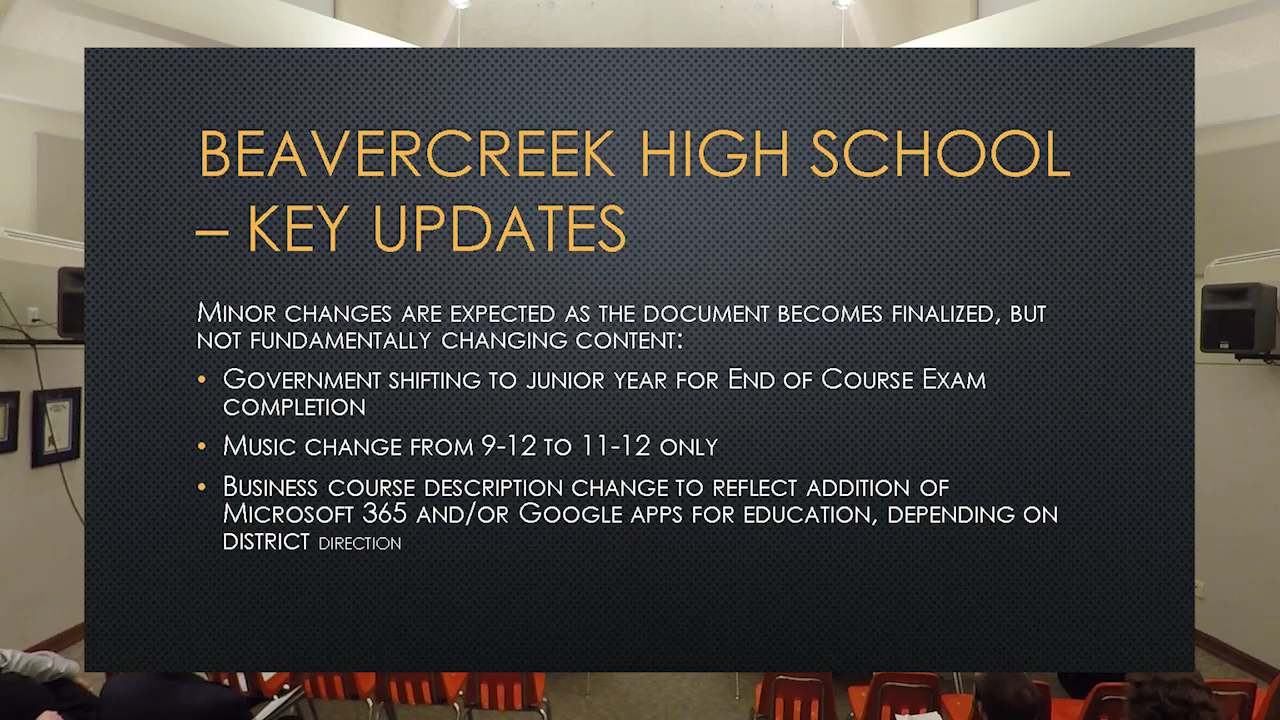 BEAVERCREEK HIGH SCHOOL
– KEY UPDATES
MINOR CHANGES ARE EXPECTED AS THE DOCUMENT BECOMES FINALIZED, BUT
NOT FUNDAMENTALLY CHANGING CONTENT:
• GOVERNMENT SHIFTING TO JUNIOR YEAR FOR END OF COURSE EXAM
COMPLETION
• MUSIC CHANGE FROM 9-12 TO 11-12 ONLY
• BUSINESS COURSE DESCRIPTION CHANGE TO REFLECT ADDITION OF
MICROSOFT 365 AND/OR GOOGLE APPS FOR EDUCATION, DEPENDING ON
DISTRICT DIRECTION